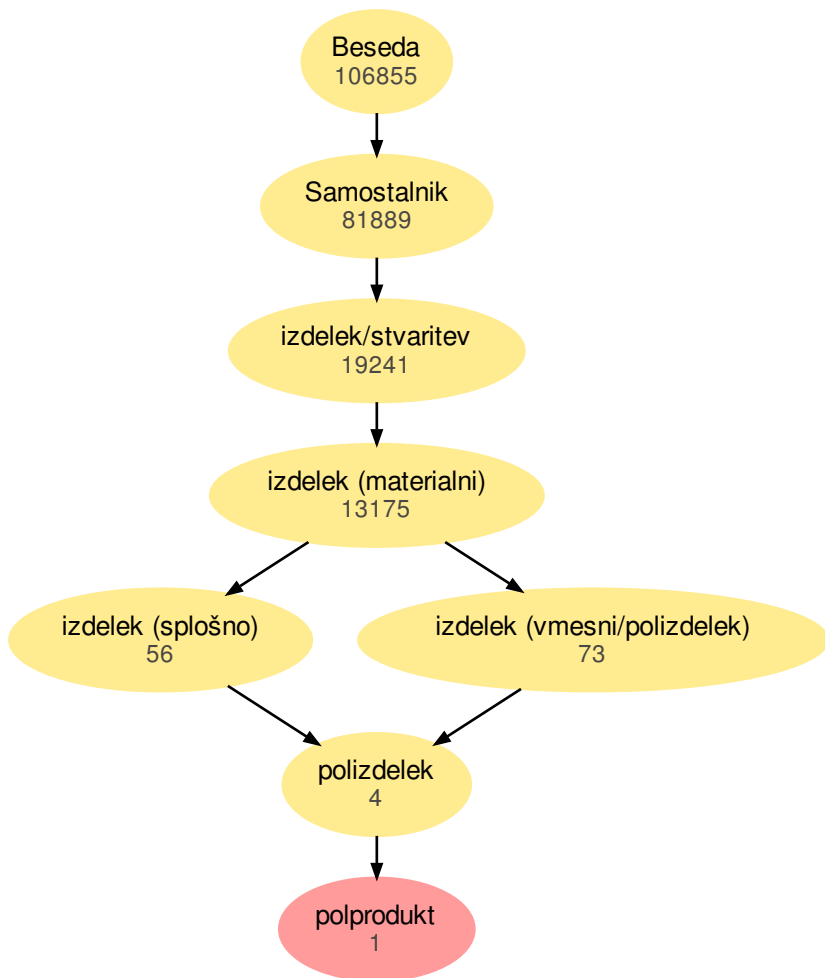 Beseda
106855
Samostalnik
81889
izdelek/stvaritev
19241
izdelek (materialni)
13175
izdelek (splošno)
56
izdelek (vmesni/polizdelek)
73
polizdelek
4
polprodukt
1